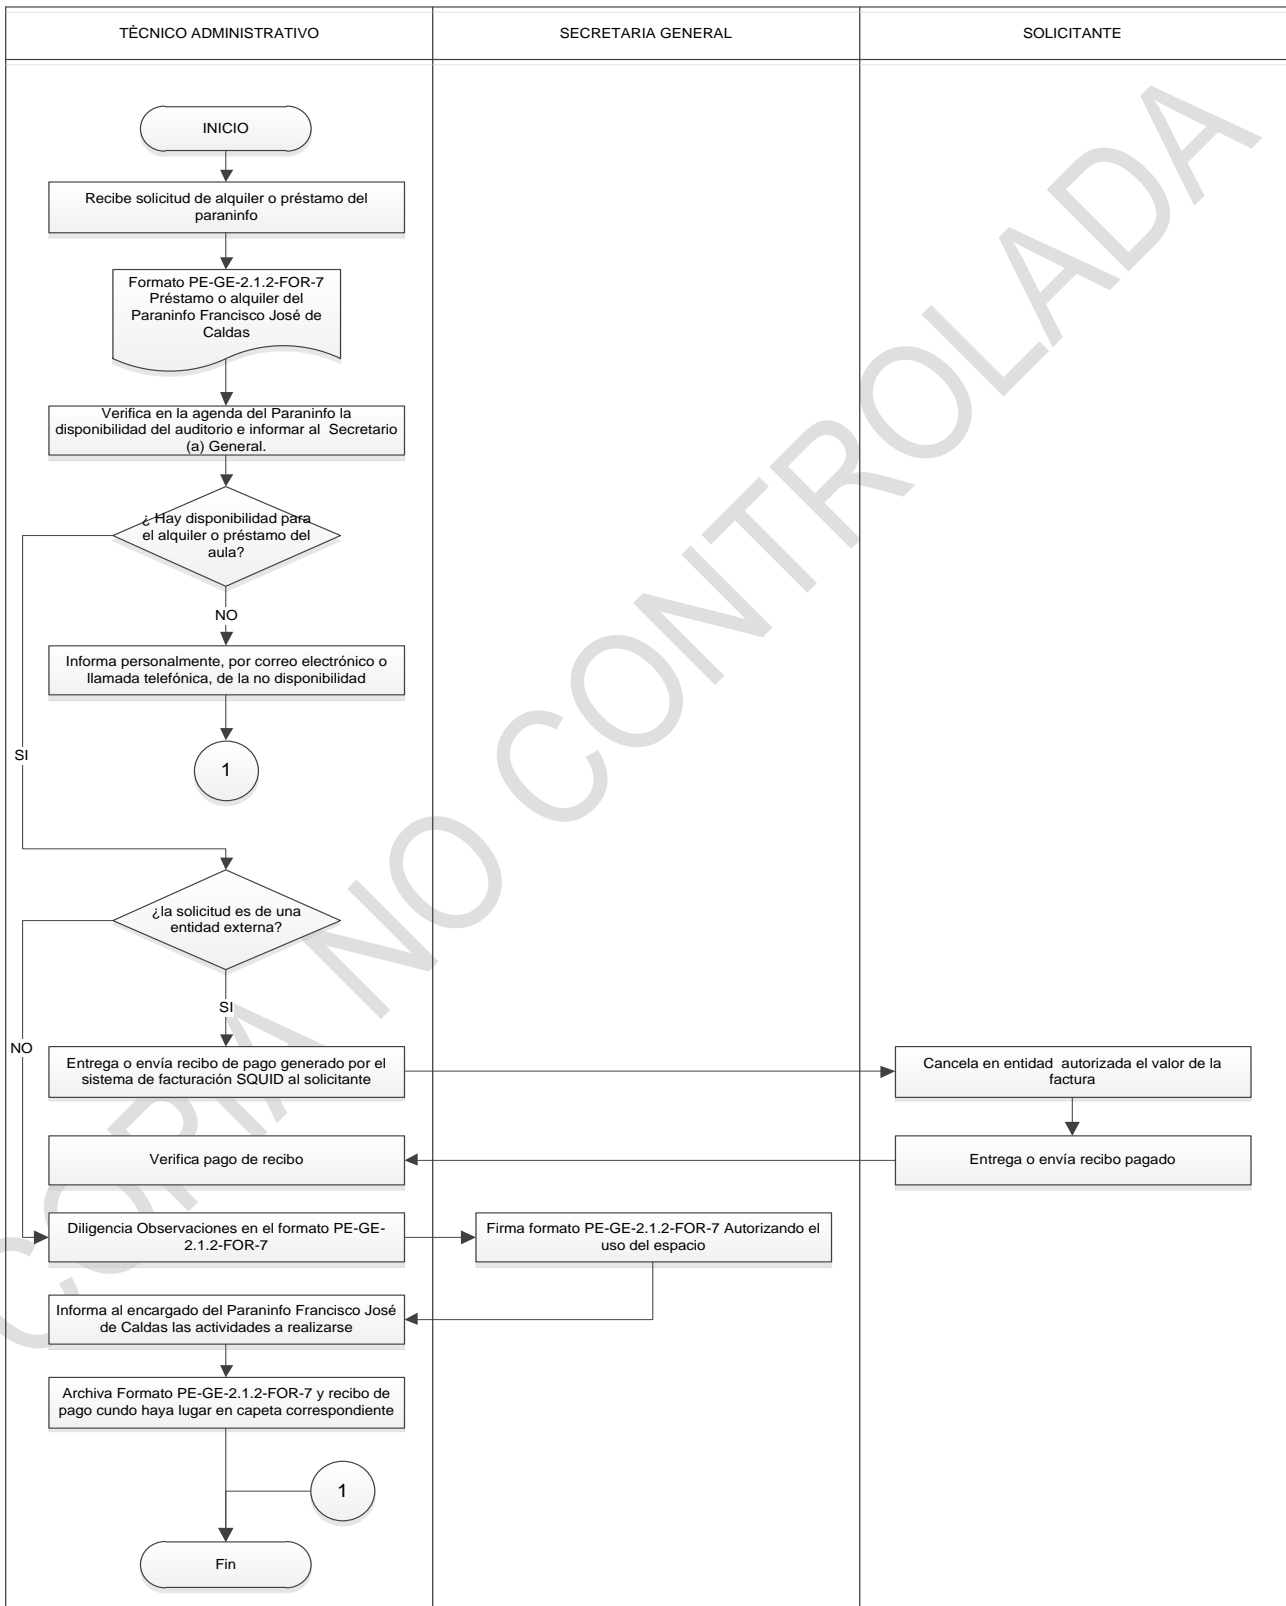 TÈCNICO ADMINISTRATIVO
SECRETARIA GENERAL
SOLICITANTE
INICIO
Recibe solicitud de alquiler o préstamo del
paraninfo
Formato PE-GE-2.1.2-FOR-7
Préstamo o alquiler del
Paraninfo Francisco José de
Caldas
Verifica en la agenda del Paraninfo la
disponibilidad del auditorio e informar al Secretario
(a) General.
¿ Hay disponibilidad para
el alquiler o préstamo del
aula?
NO
Informa personalmente, por correo electrónico o
llamada telefónica, de la no disponibilidad
SI
1
¿la solicitud es de una
entidad externa?
SI
NO
Entrega o envía recibo de pago generado por el
sistema de facturación SQUID al solicitante
Cancela en entidad autorizada el valor de la
factura
Verifica pago de recibo
Entrega o envía recibo pagado
Diligencia Observaciones en el formato PE-GE-
2.1.2-FOR-7
Firma formato PE-GE-2.1.2-FOR-7 Autorizando el
uso del espacio
Informa al encargado del Paraninfo Francisco José
de Caldas las actividades a realizarse
Archiva Formato PE-GE-2.1.2-FOR-7 y recibo de
pago cundo haya lugar en capeta correspondiente
1
Fin
COPIA NO CONTROLADA